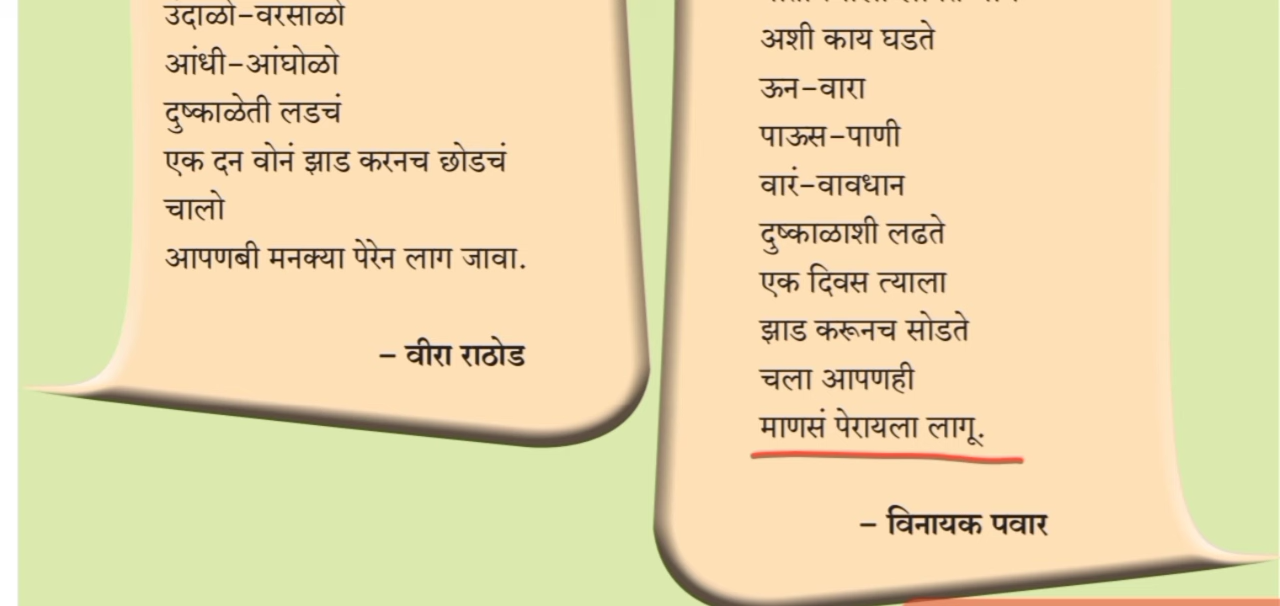 उंदाळो-वरसाळो
आंधी-आंघोळो
दुष्काळेती लडचं
एक दन वोनं झाड करनच छोडचं
चालो
आपणबी मनक्या पेरेन लाग जावा.
– वीरा राठोड
अशी काय घडते
ऊन-वारा
पाऊस-पाणी
वारं-वावधान
दुष्काळाशी लढते
एक दिवस त्याला
झाड करूनच सोडते
चला आपणही
माणसं पेरायला लागू.
– विनायक पवार